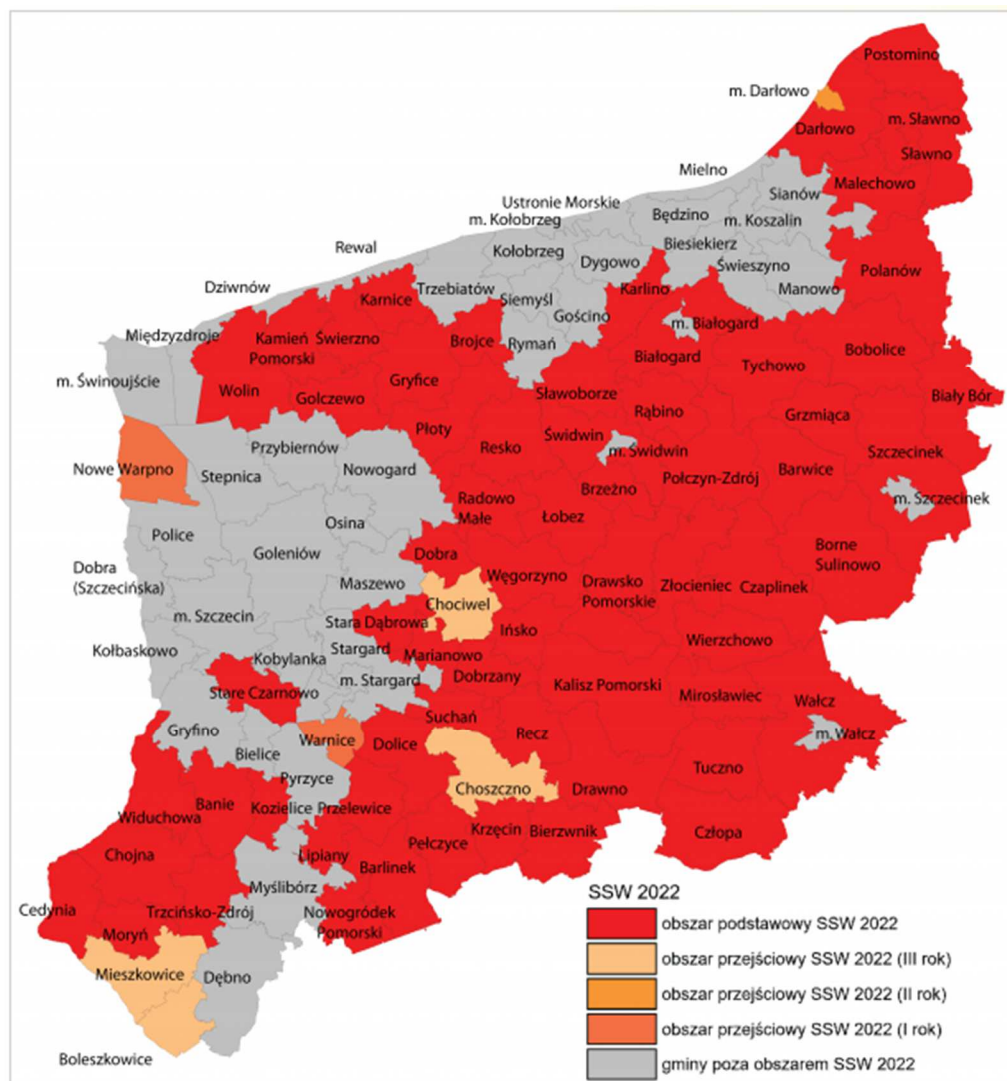 Postomino
m. Darłowo
Darłowo
m. Sławno
Sławno
Mielno
Malechowo
Sianów
Ustronie Morskie
Będzino
m. Kołobrzeg
m. Koszalin
Rewal
Kołobrzeg
Biesiekierz
Dygowo
Świeszyno
Polanów
Dziwnów
Trzebiatów
Siemyśl
Karlino
Manowo
Karnice
Gościno
Międzyzdroje
Kamień
Pomorski
Świerzno
Brojce
Rymań
m. Białogard
Białogard
Bobolice
Tychowo
m. Świnoujście
Wolin
Golczewo
Gryfice
Sławoborze
Rąbino
Grzmiąca
Biały Bór
Płoty
Świdwin
Przybiernów
Resko
m. Świdwin
Szczecinek
Nowe Warpno
Stepnica
Nowogard
Połczyn-Zdrój
Barwice
Brzeżno
m. Szczecinek
Radowo
Małe
Łobez
Osina
Police
Goleniów
Dobra
Borne
Sulinowo
Dobra
(Szczecińska)
Maszewo
Węgorzyno
Drawsko
Pomorskie
Złocieniec
Czaplinek
Chociwel
m. Szczecin
Stara Dąbrowa
Ińsko
Wierzchowo
Kołbaskowo
Kobylanka
Stargard
Marianowo
m. Stargard
Dobrzany
Stare Czarnowo
Kalisz Pomorski
Mirosławiec
Wałcz
Suchań
Gryfino
Warnice
Dolice
Recz
m. Wałcz
Bielice
Pyrzyce
Choszczno
Drawno
Tuczno
Banie
Kozielice
Przelewice
Widuchowa
Krzęcin
Bierzwnik
Człopa
Pełczyce
Chojna
Lipiany
Barlinek
Myślibórz
Cedynia
Trzcińsko-Zdrój
Nowogródek
Pomorski
Moryń
Mieszkowice
Dębno
Boleszkowice
SSW 2022
obszar podstawowy SSW 2022
obszar przejściowy SSW 2022 (III rok)
obszar przejściowy SSW 2022 (II rok)
obszar przejściowy SSW 2022 (I rok)
gminy poza obszarem SSW 2022